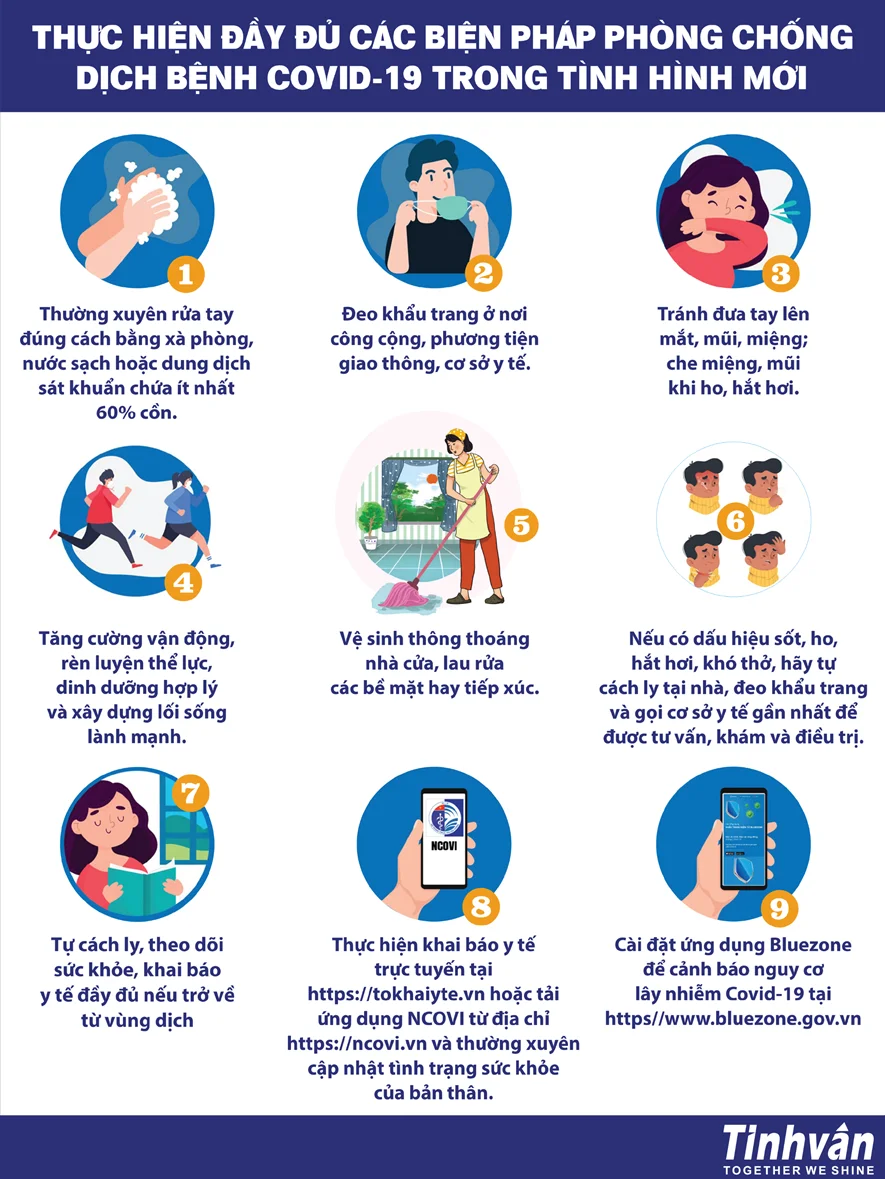 THỰC HIỆN ĐẦY ĐỦ CÁC BIỆN PHÁP PHÒNG CHỐNG
DỊCH BỆNH COVID-19 TRONG TÌNH HÌNH MỚI
1
Thường xuyên rửa tay
đúng cách bằng xà phòng,
nước sạch hoặc dung dịch
sát khuẩn chứa ít nhất
60% cồn.
2
Đeo khẩu trang ở nơi
công cộng, phương tiện
giao thông, cơ sở y tế.
3
Tránh đưa tay lên
mắt, mũi, miệng;
che miệng, mũi
khi ho, hắt hơi.
4
Tăng cường vận động,
rèn luyện thể lực,
dinh dưỡng hợp lý
và xây dựng lối sống
lành mạnh.
5
Vệ sinh thông thoáng
nhà cửa, lau rửa
các bề mặt hay tiếp xúc.
6
Nếu có dấu hiệu sốt, ho,
hắt hơi, khó thở, hãy tự
cách ly tại nhà, đeo khẩu trang
và gọi cơ sở y tế gần nhất để
được tư vấn, khám và điều trị.
7
Tự cách ly, theo dõi
sức khỏe, khai báo
y tế đầy đủ nếu trở về
từ vùng dịch
NCOVI
8
Thực hiện khai báo y tế
trực tuyến tại
https://tokhaiyte.vn hoặc tải
ứng dụng NCOVI từ địa chỉ
https://ncovi.vn và thường xuyên
cập nhật tình trạng sức khỏe
của bản thân.
9
Cài đặt ứng dụng Bluezone
để cảnh báo nguy cơ
lây nhiễm Covid-19 tại
https//www.bluezone.gov.vn
Tinhvân
TOGETHER WE SHINE